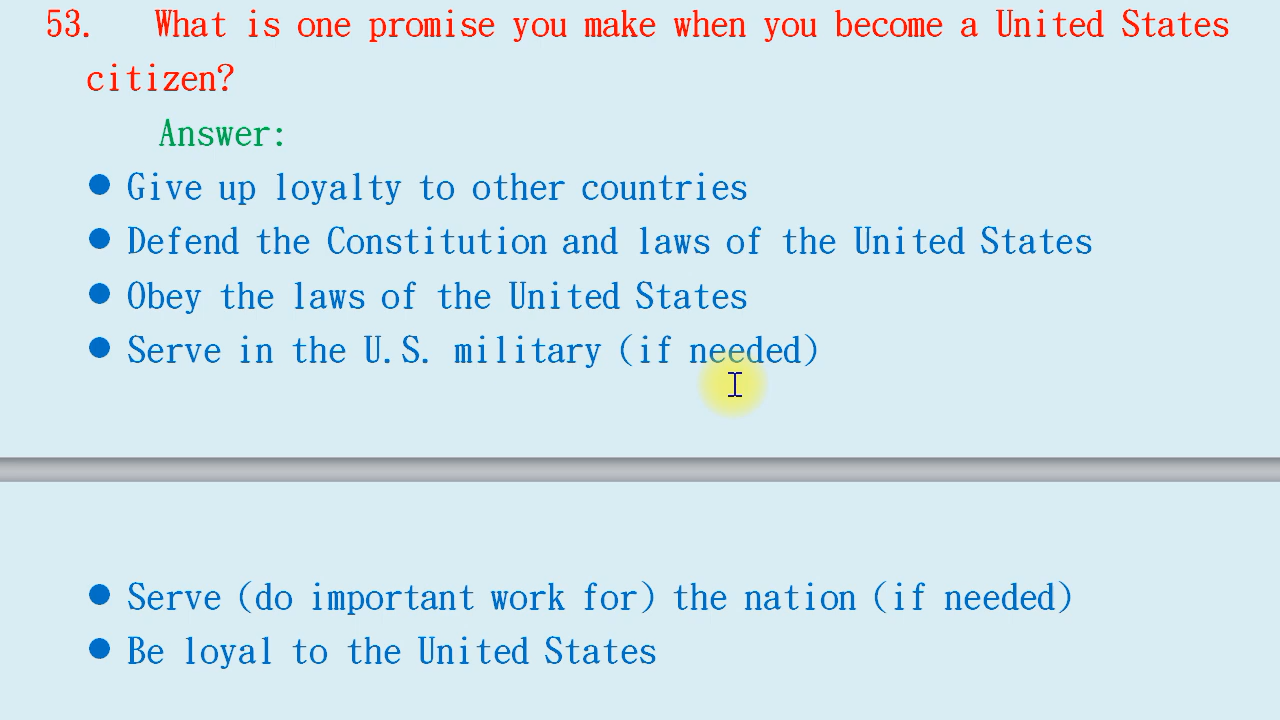 53. What is one promise you make when you become a United States
citizen?
Answer:
● Give up loyalty to other countries
● Defend the Constitution and laws of the United States
● Obey the laws of the United States
● Serve in the U.S. military (if needed)
● Serve (do important work for) the nation (if needed)
● Be loyal to the United States